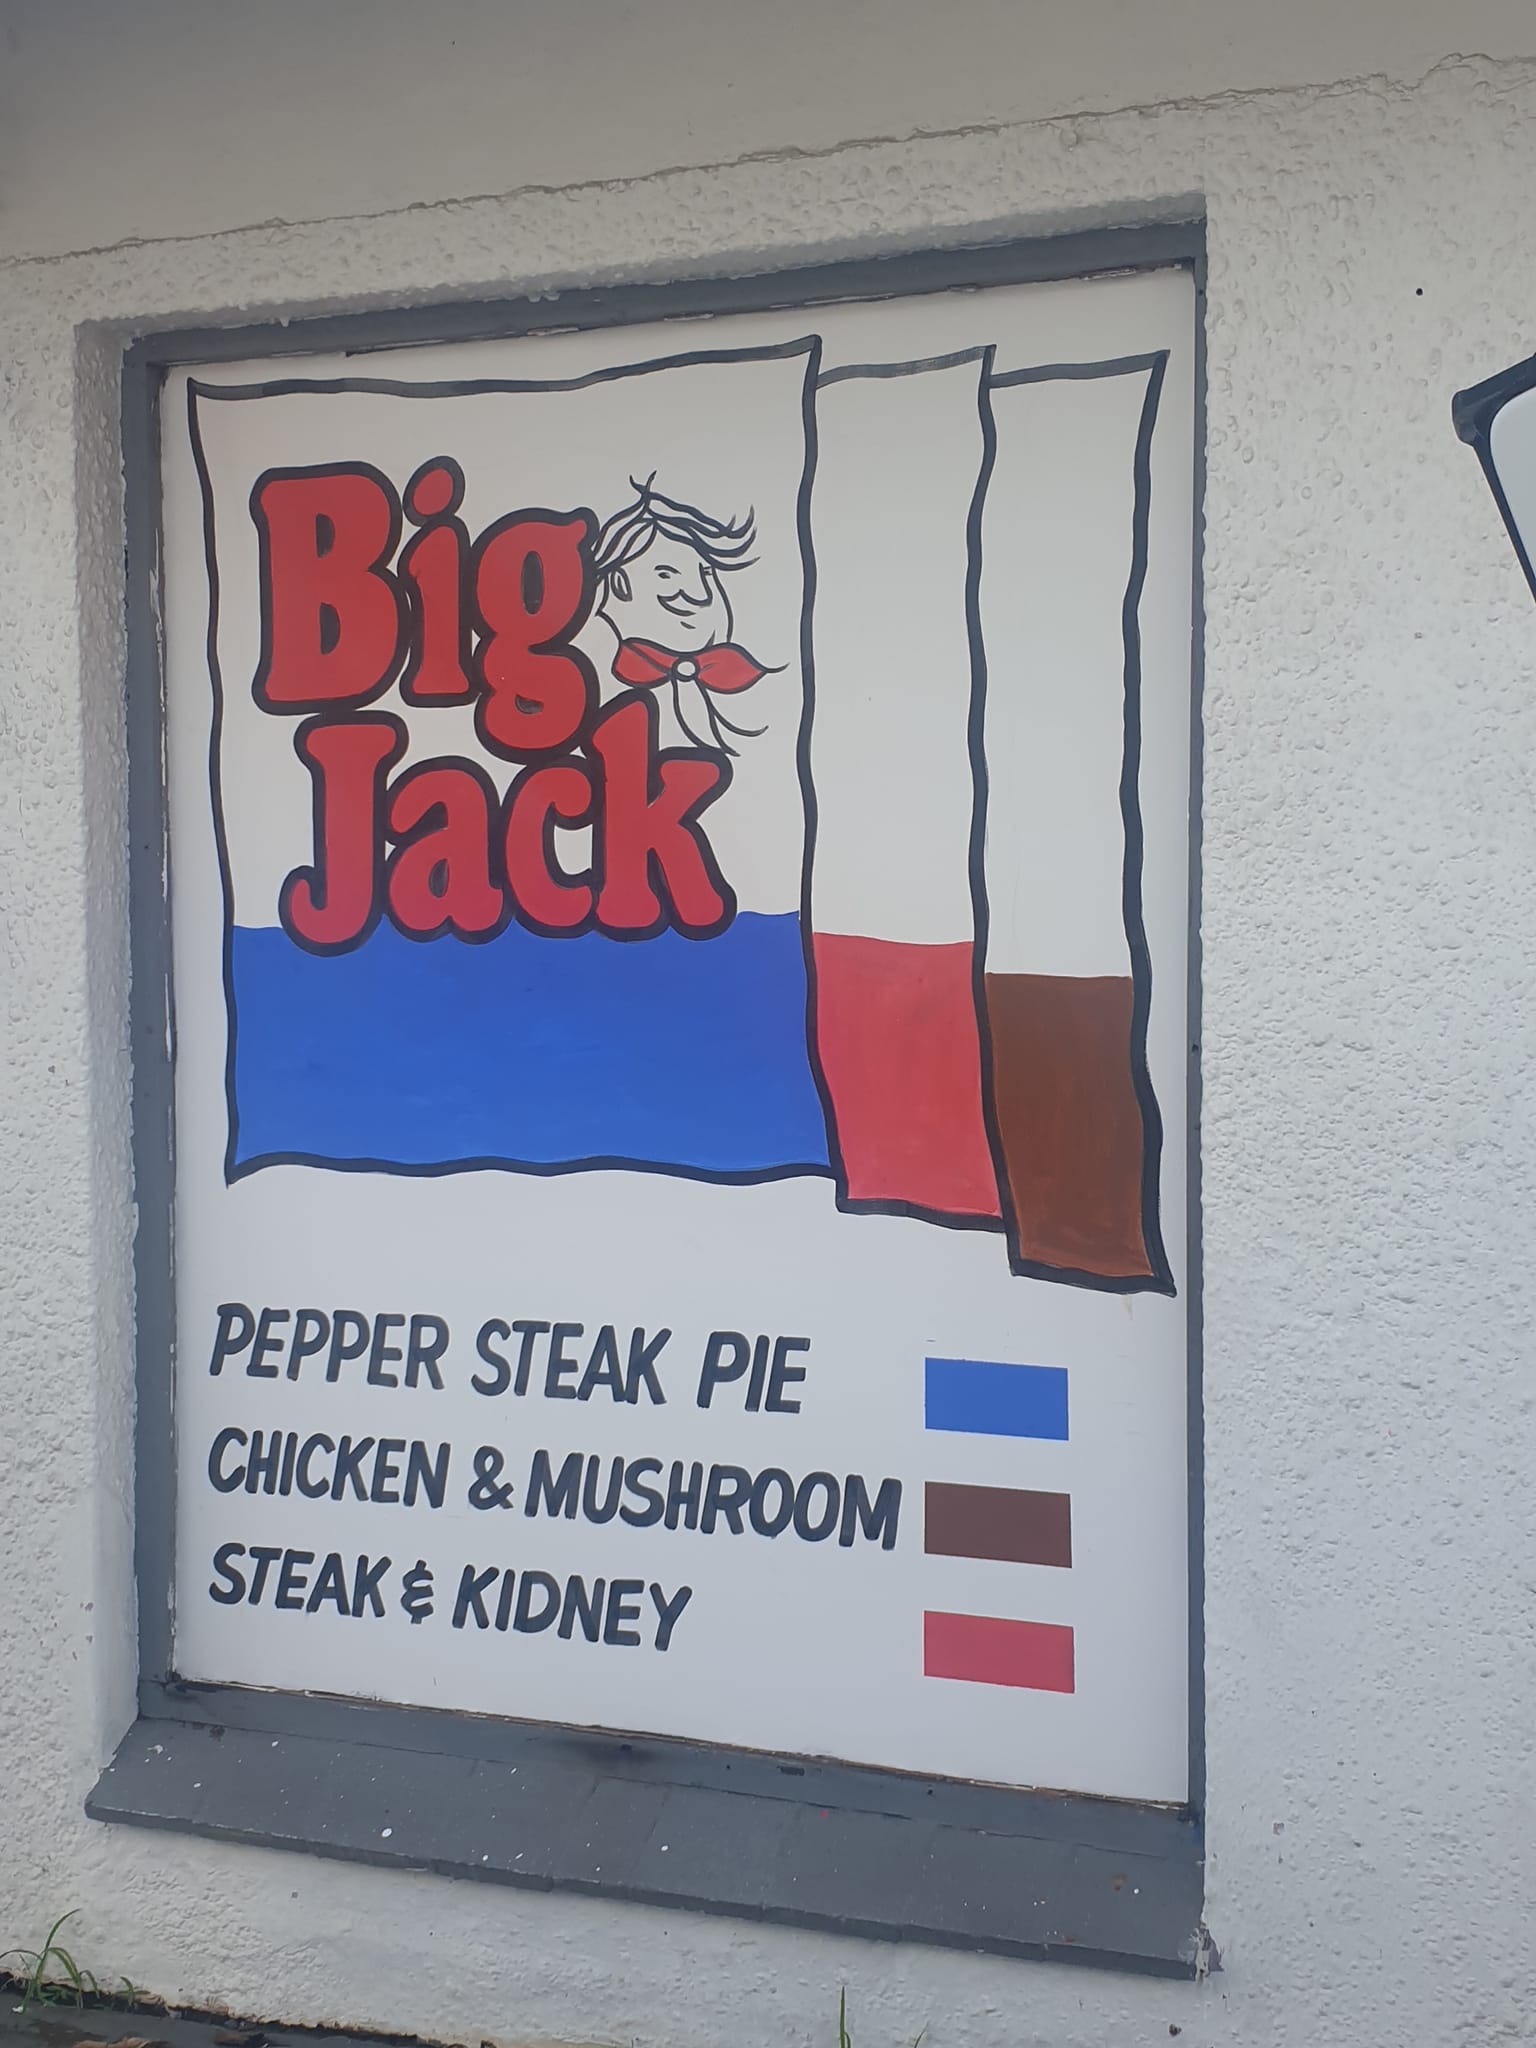 Big
Jack
PEPPER STEAK PIE
CHICKEN & MUSHROOM
STEAK & KIDNEY